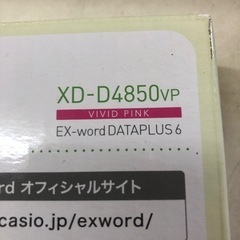 XD-D4850VP
VIVID PINK
EX-word DATAPLUS 6
rd オフィシャルサイト
casio.jp/exword/